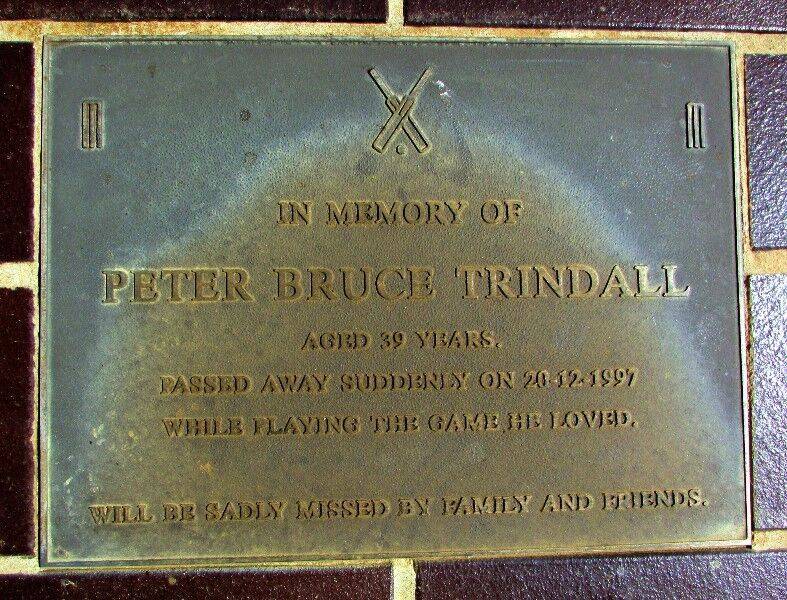 IN MEMORY OF
PETER BRUCE TRINDALL
AGED 39 YEARS.
PASSED AWAY SUDDENLY ON 20-12-1997
WHILE PLAYING THE GAME HE LOVED.
WILL BE SADLY MISSED BY FAMILY AND FRIENDS.